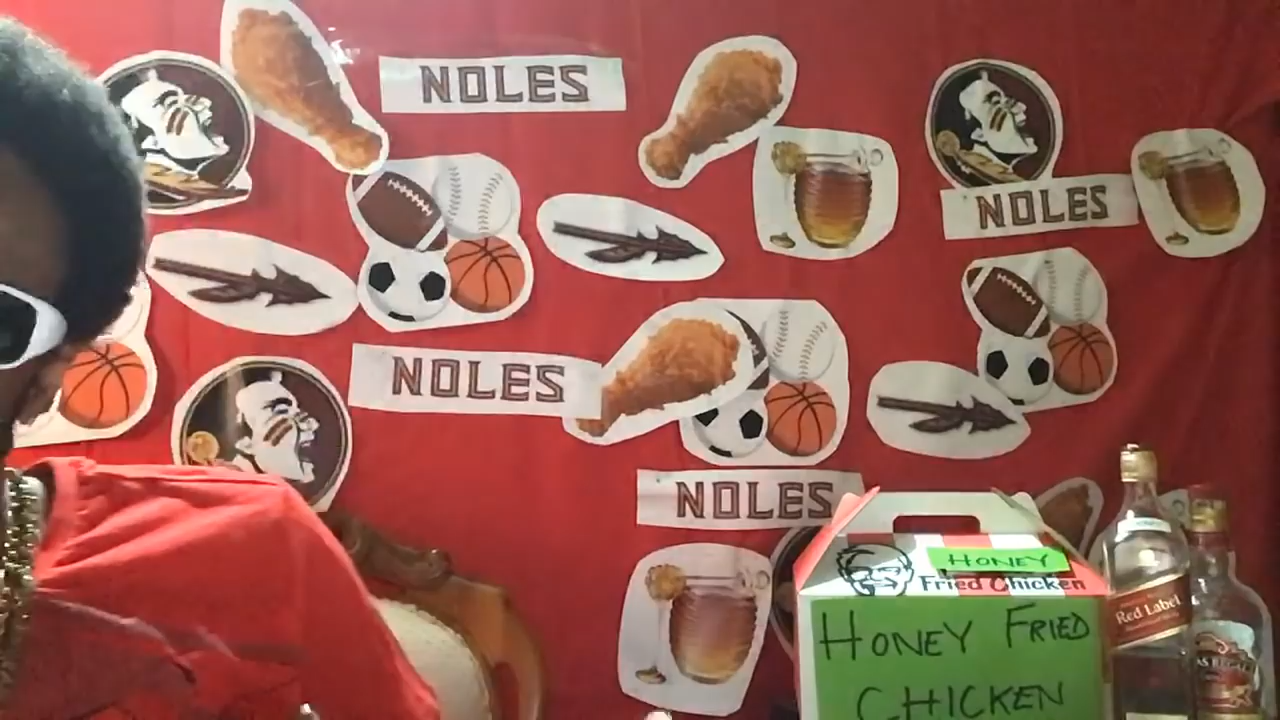 NOLES
NOLES
NOLES
NOLES
HONEY
Fried Chicken
HONEY FRIED
CHICKEN
Red Label